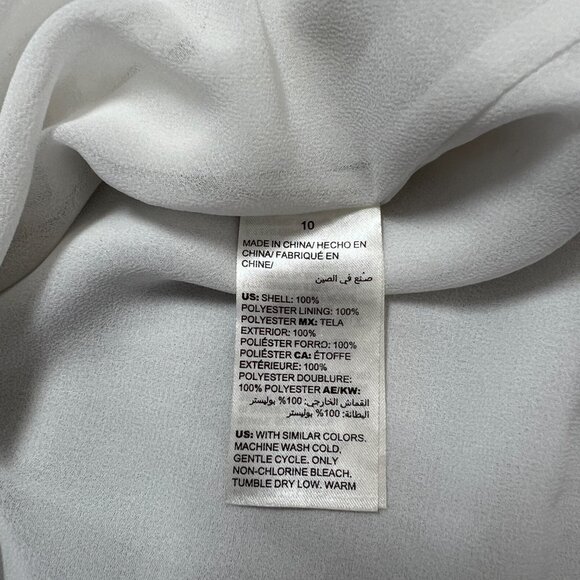 10
MADE IN CHINA/ HECHO EN
CHINA/ FABRIQUÉ EN
CHINE/
صنع في الصين
US: SHELL: 100%
POLYESTER LINING: 100%
POLYESTER MX: TELA
EXTERIOR: 100%
POLIÉSTER FORRO: 100%
POLIÉSTER CA: ÉTOFFE
EXTÉRIEURE: 100%
POLYESTER DOUBLURE:
100% POLYESTER AE/KW:
القماش الخارجي: 100% بوليستر
البطانة: 100% بوليستر
US: WITH SIMILAR COLORS.
MACHINE WASH COLD,
GENTLE CYCLE. ONLY
NON-CHLORINE BLEACH.
TUMBLE DRY LOW. WARM